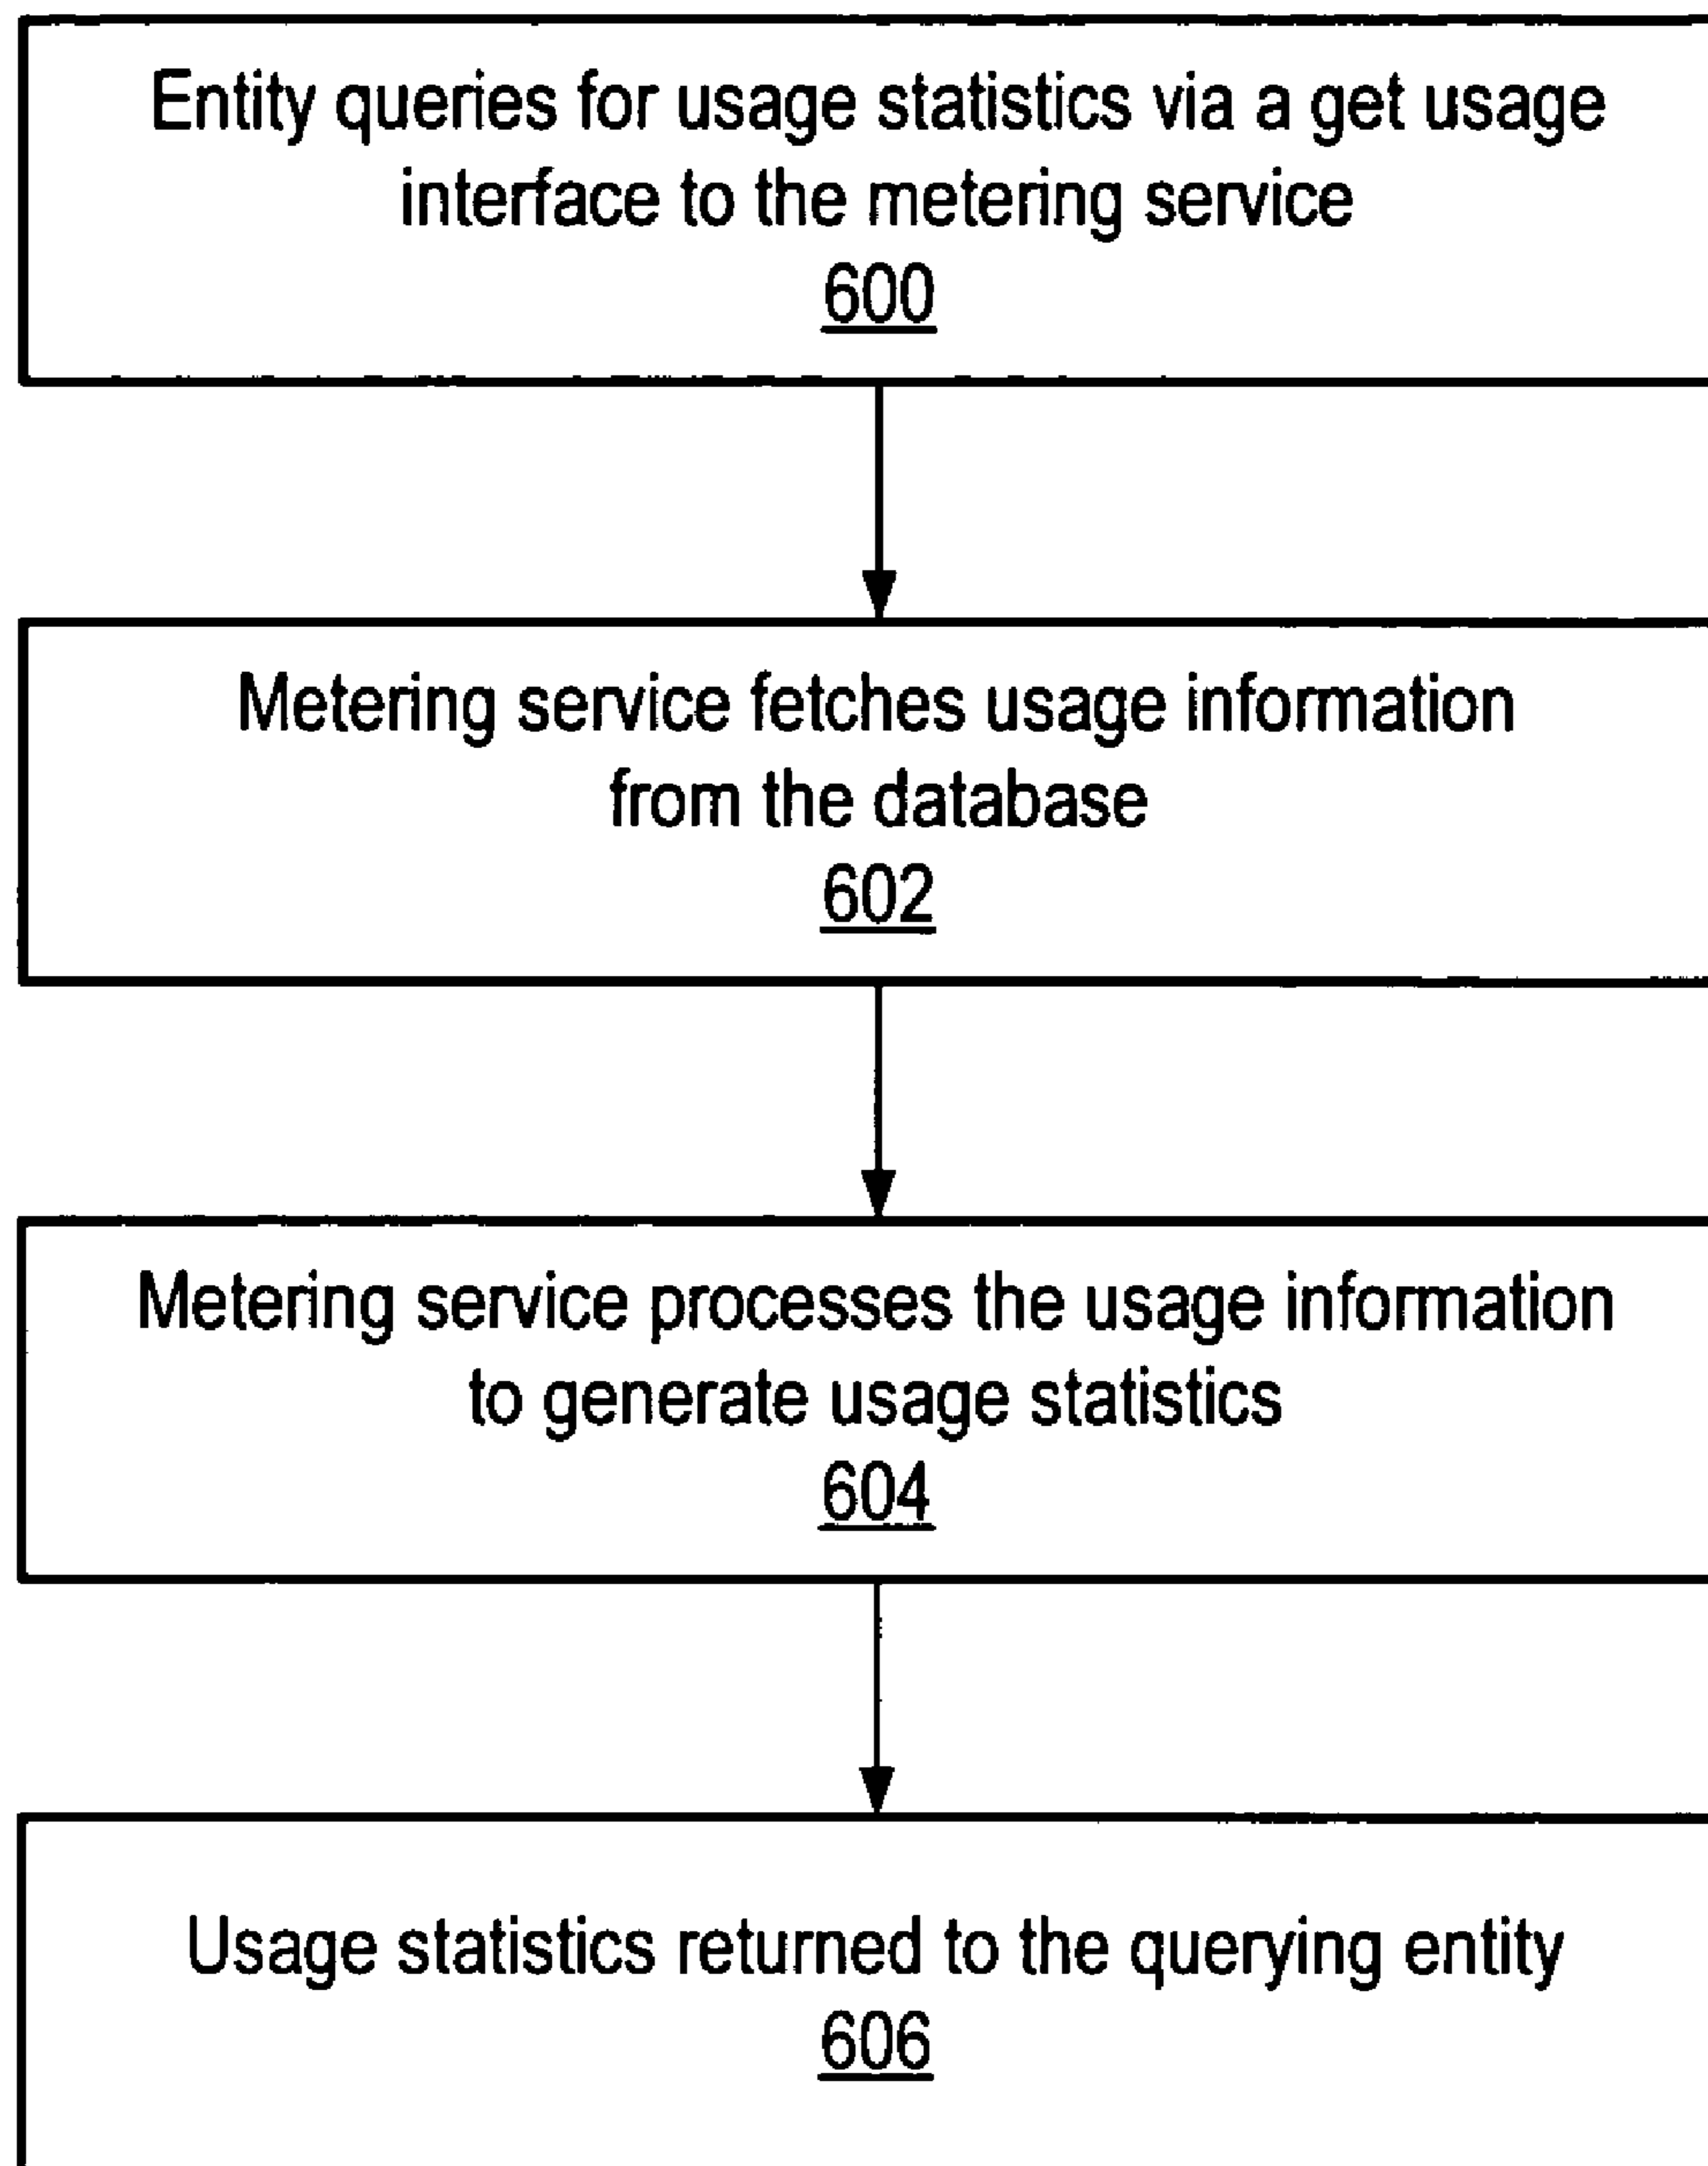 Entity queries for usage statistics via a get usage
interface to the metering service
600
Metering service fetches usage information
from the database
602
Metering service processes the usage information
to generate usage statistics
604
Usage statistics returned to the querying entity
606